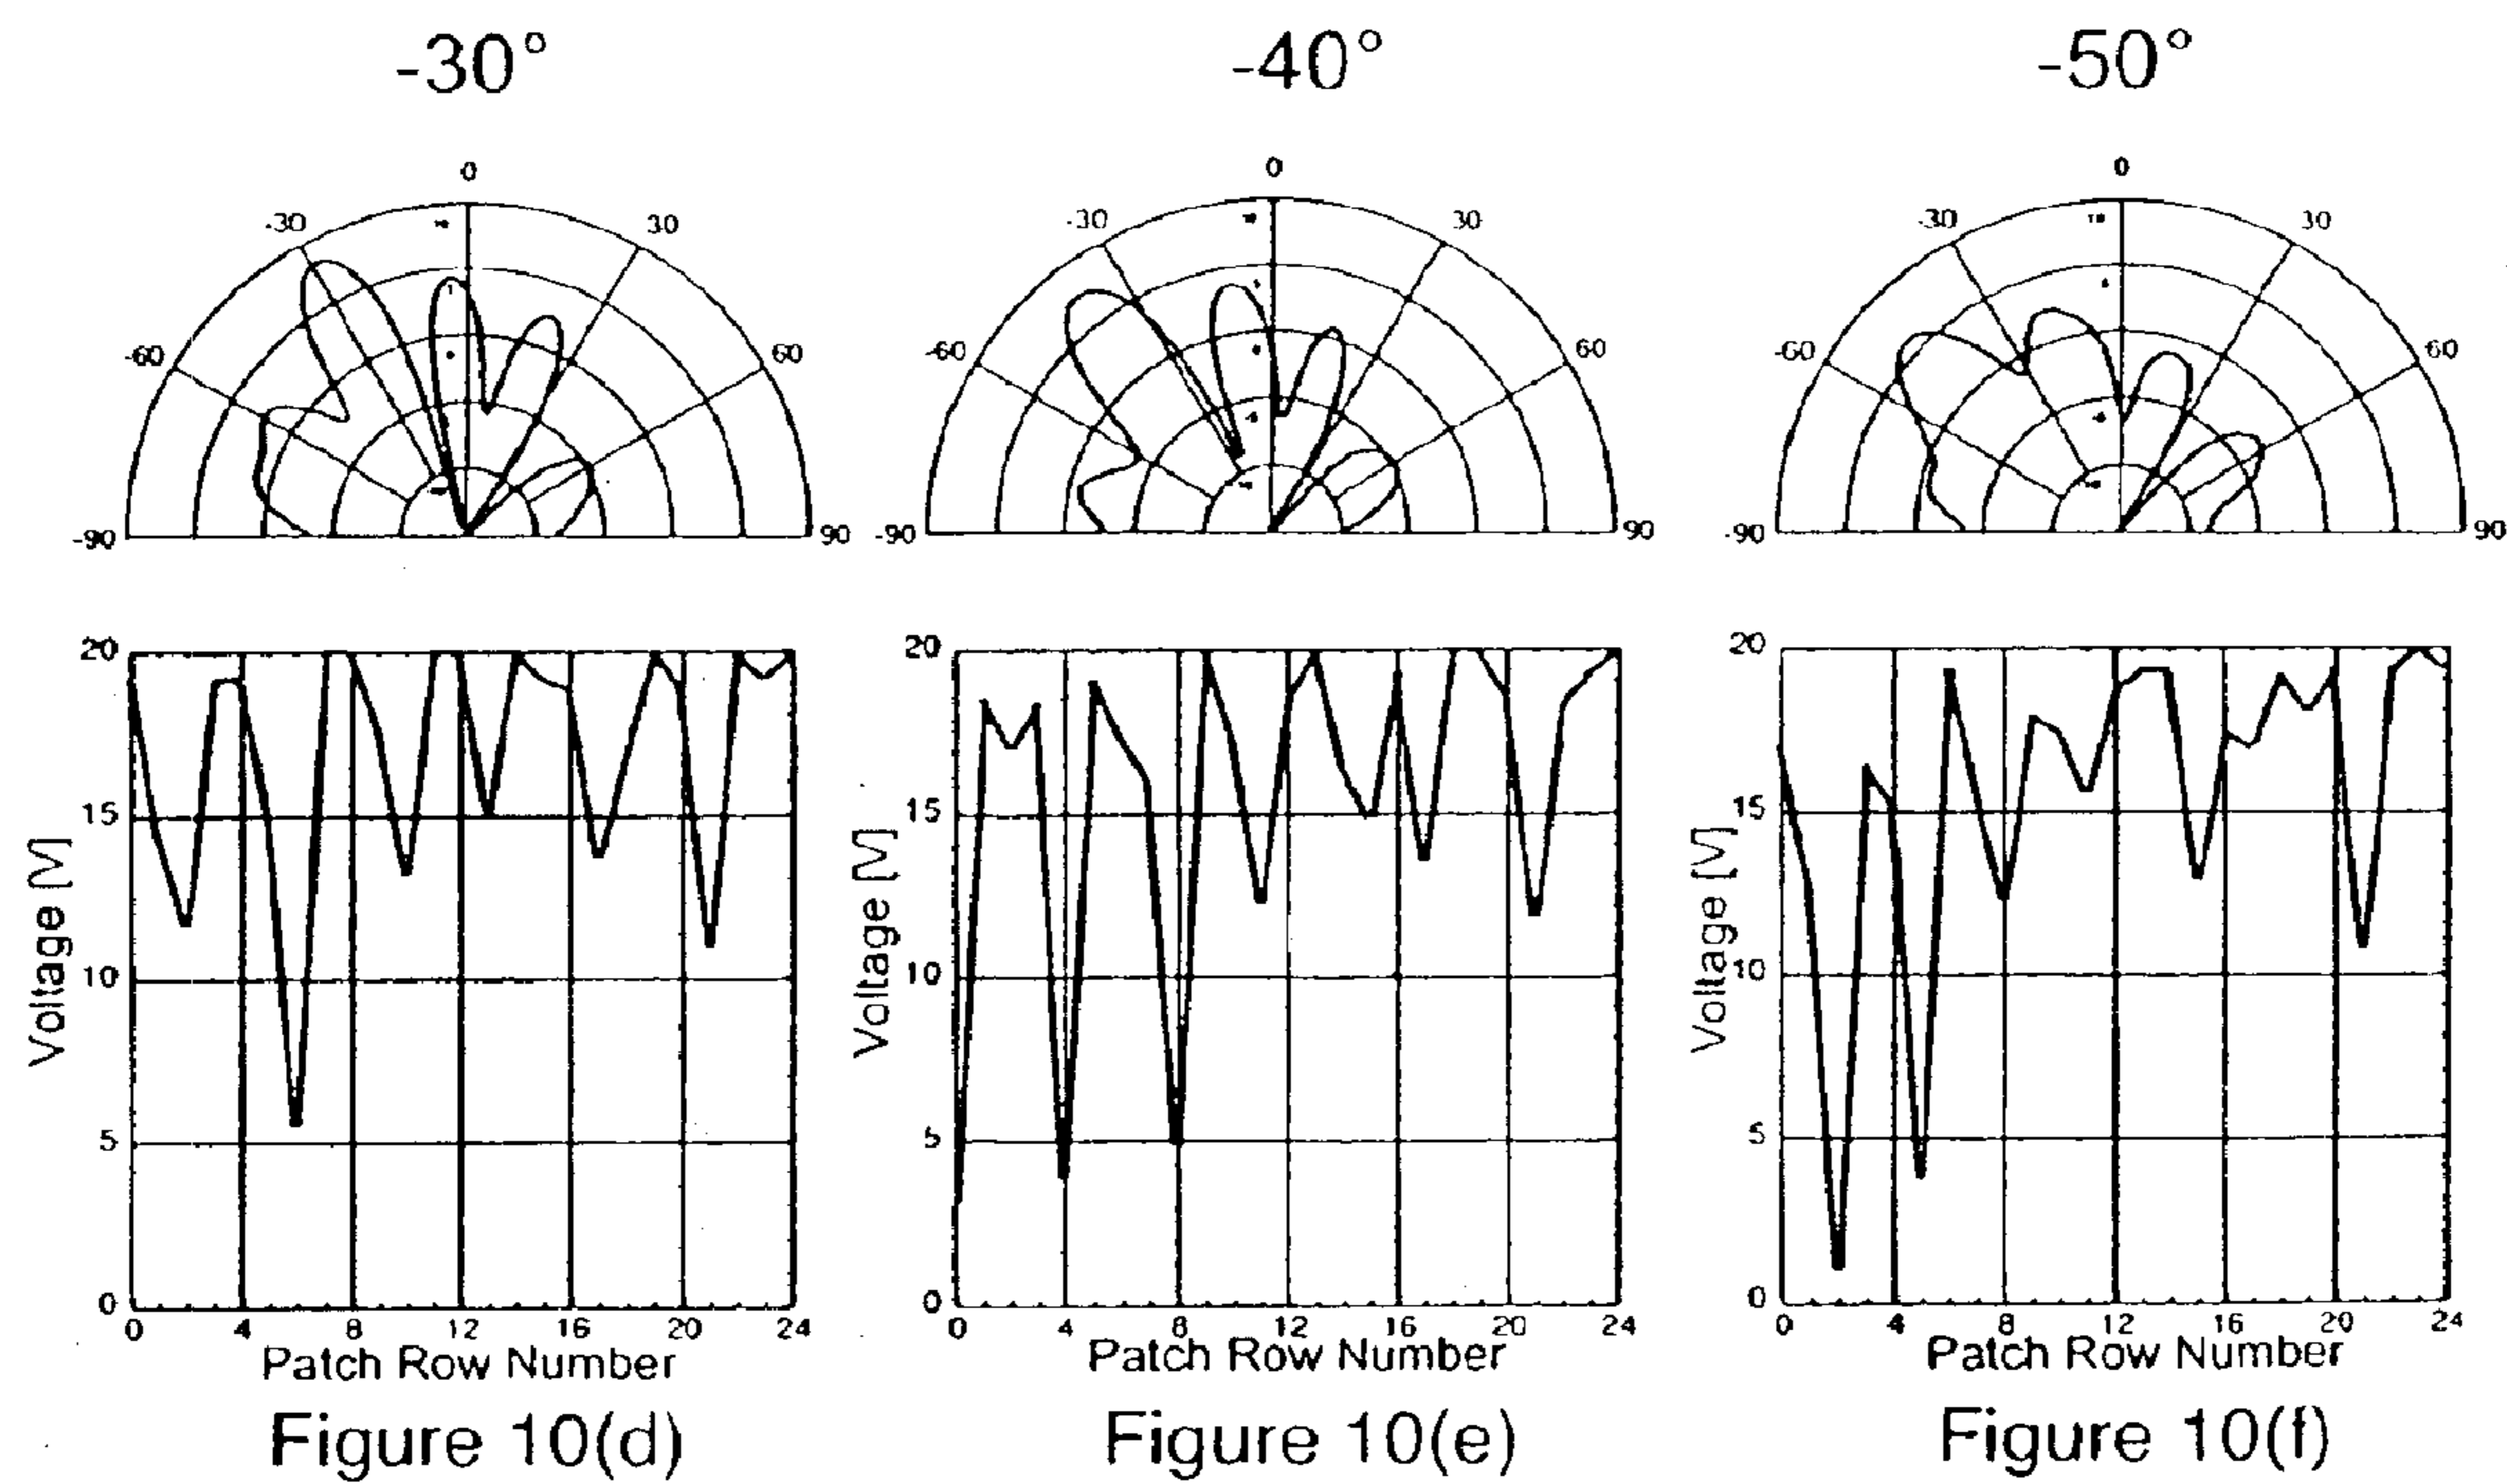 -30° -40° -50°
0 0 0
-30 30 -30 30 -30 30
-60 60 -60 60 -60 60
-90 90 -90 90 -90 90
20 20 20
15 15 15
10 10 10
5 5 5
0 0 0
Voltage [V] Voltage [V] Voltage [V]
0 4 8 12 16 20 24 0 4 8 12 16 20 24 0 4 8 12 16 20 24
Patch Row Number Patch Row Number Patch Row Number
Figure 10(d) Figure 10(e) Figure 10(f)